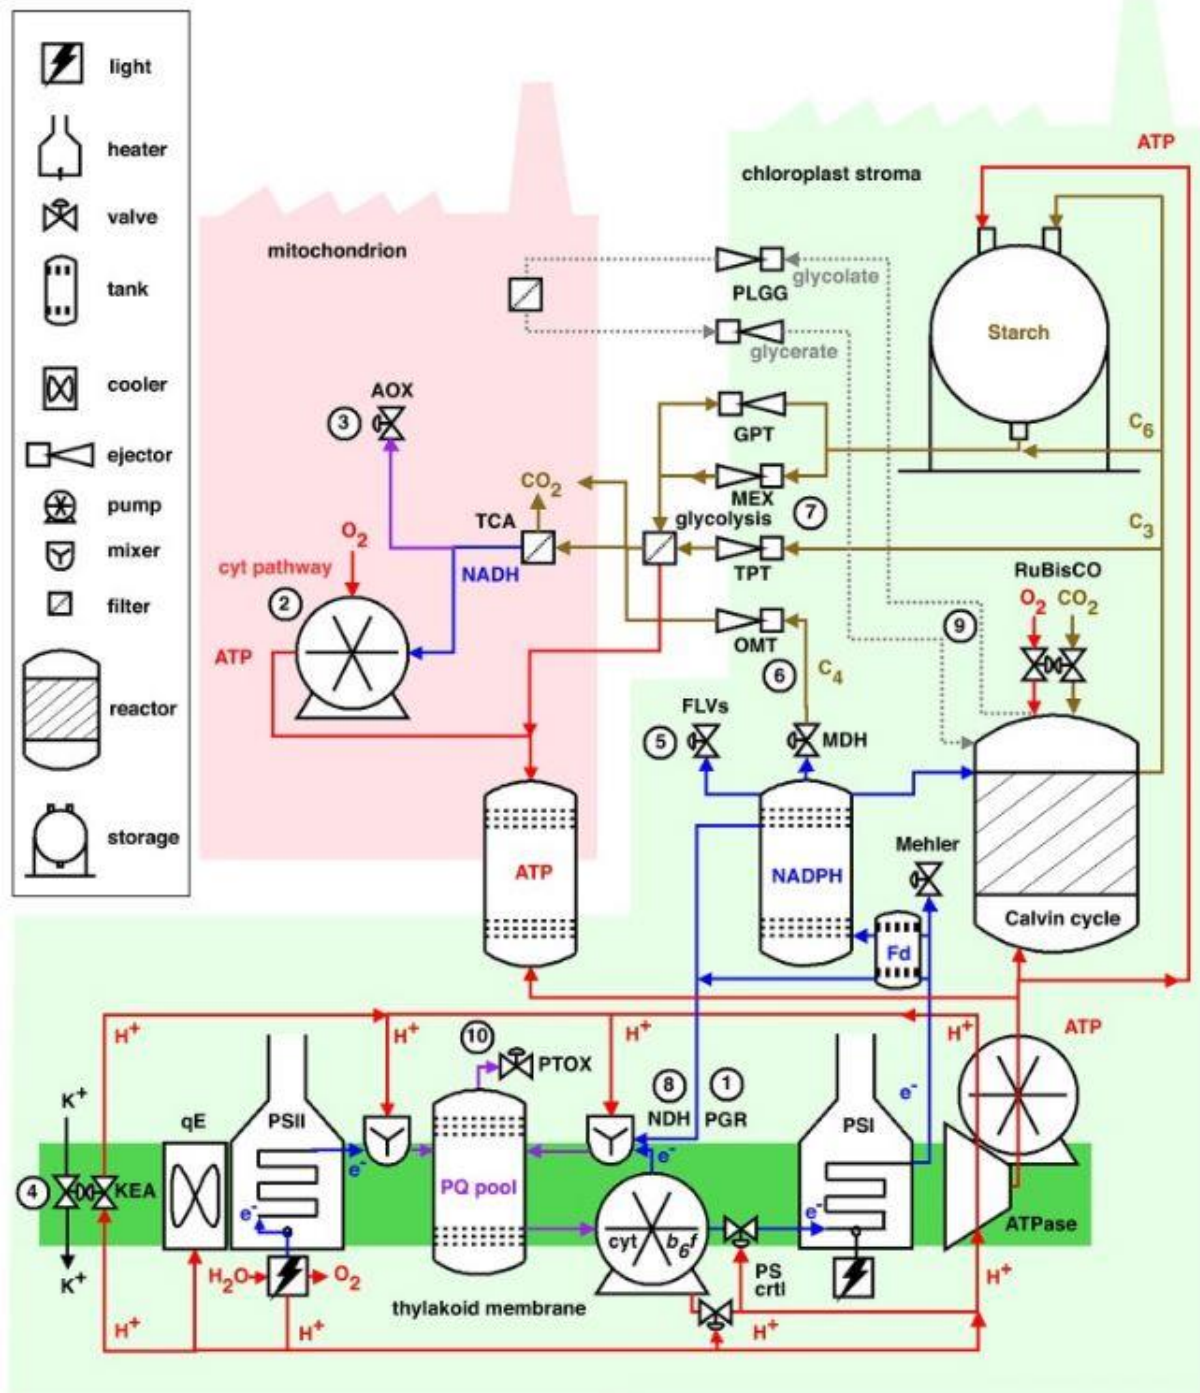 light
heater
valve
tank
cooler
ejector
pump
mixer
filter
reactor
storage
mitochondrion
chloroplast stroma
ATP
PLGG
glycolate
glycerate
Starch
AOX
3
GPT
C6
CO2
MEX
7
TCA
glycolysis
O2
C3
cyt pathway
NADH
TPT
RuBisCO
2
O2 CO2
9
ATP
OMT
6
C4
FLVs
5
MDH
Mehler
ATP
NADPH
Calvin cycle
Fd
H+
H+
H+
H+
ATP
10
PTOX
K+
8
1
e-
qE
PSII
NDH PGR
PSI
e-
e-
4
KEA
PQ pool
e-
e-
cyt b6f
ATPase
H2O
O2
PS
crtl
H+
K+
thylakoid membrane
H+
H+
H+